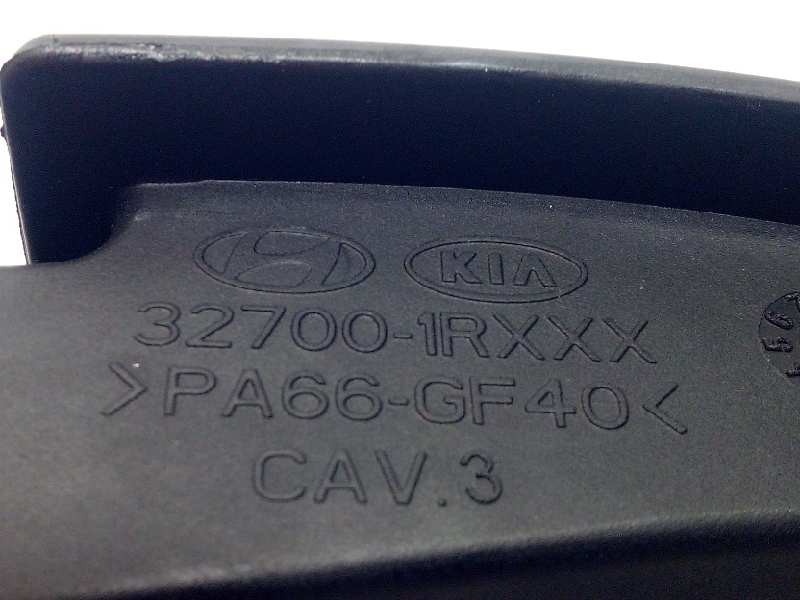 KIA
32700-1RXXX
>PA66-GF40<
CAV.3